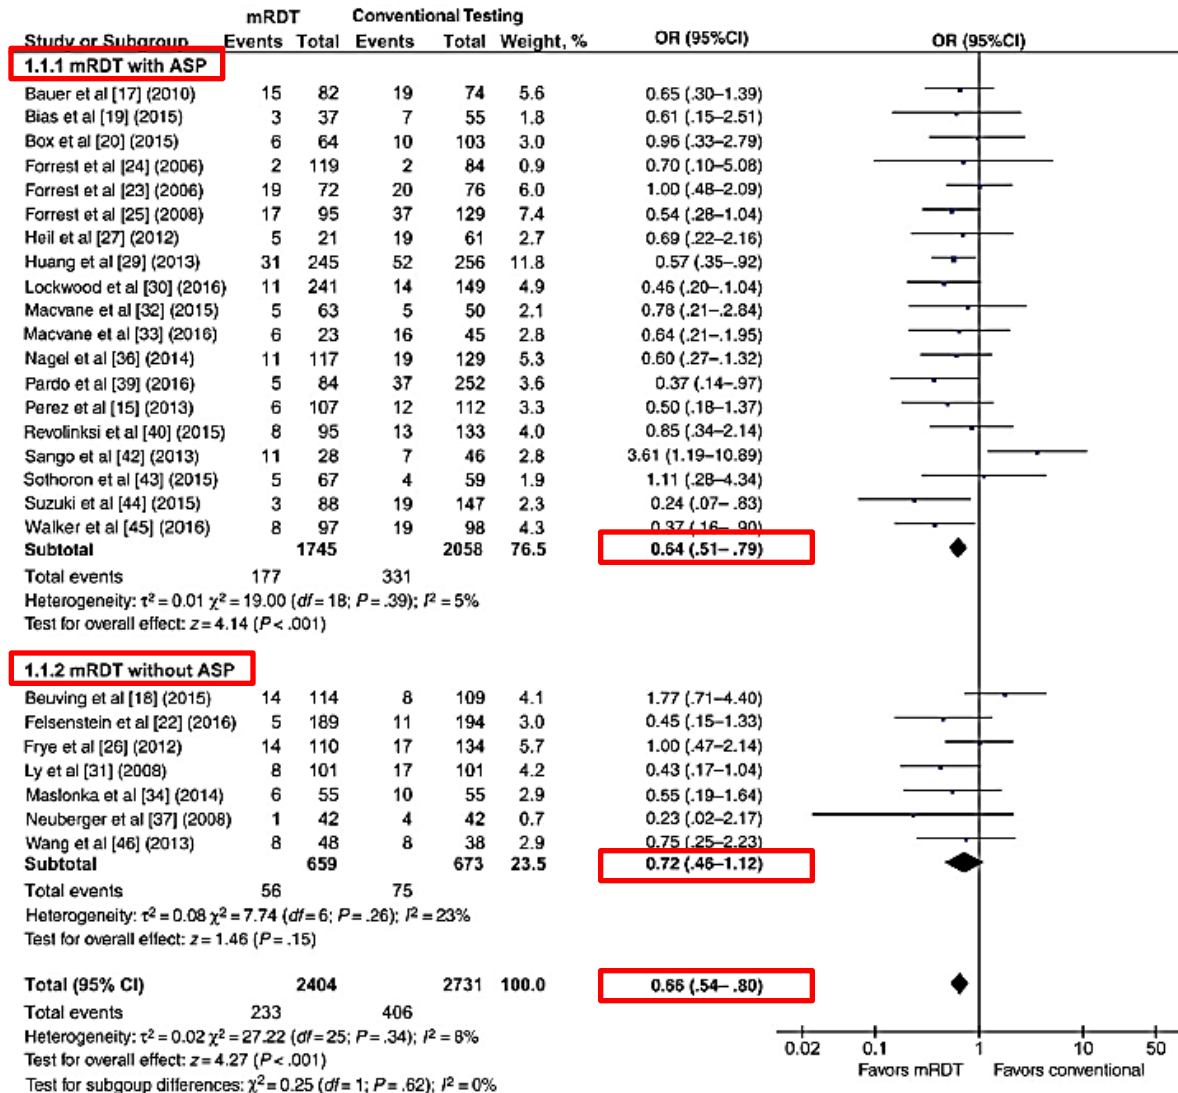 mRDT Conventional Testing
Study or Subgroup Events Total Events Total Weight, % OR (95%CI) OR (95%CI)
1.1.1 mRDT with ASP
Bauer et al [17] (2010) 15 82 19 74 5.6 0.65 (.30–1.39)
Bias et al [19] (2015) 3 37 7 55 1.8 0.61 (.15–2.51)
Box et al [20] (2015) 6 64 10 103 3.0 0.96 (.33–2.79)
Forrest et al [24] (2006) 2 119 2 84 0.9 0.70 (.10–5.08)
Forrest et al [23] (2006) 19 72 20 76 6.0 1.00 (.48–2.09)
Forrest et al [25] (2008) 17 95 37 129 7.4 0.54 (.28–1.04)
Heil et al [27] (2012) 5 21 19 61 2.7 0.69 (.22–2.16)
Huang et al [29] (2013) 31 245 52 256 11.8 0.57 (.35–.92)
Lockwood et al [30] (2016) 11 241 14 149 4.9 0.46 (.20–.1.04)
Macvane et al [32] (2015) 5 63 5 50 2.1 0.78 (.21–.2.84)
Macvane et al [33] (2016) 6 23 16 45 2.8 0.64 (.21–.1.95)
Nagel et al [36] (2014) 11 117 19 129 5.3 0.60 (.27–.1.32)
Pardo et al [39] (2016) 5 84 37 252 3.6 0.37 (.14–.97)
Perez et al [15] (2013) 6 107 12 112 3.3 0.50 (.18–1.37)
Revolinksi et al [40] (2015) 8 95 13 133 4.0 0.85 (.34–2.14)
Sango et al [42] (2013) 11 28 7 46 2.8 3.61 (1.19–10.89)
Sothoron et al [43] (2015) 5 67 4 59 1.9 1.11 (.28–4.34)
Suzuki et al [44] (2015) 3 88 19 147 2.3 0.24 (.07– .83)
Walker et al [45] (2016) 8 97 19 98 4.3 0.37 (.16– .90)
Subtotal 1745 2058 76.5 0.64 (.51– .79)
Total events 177 331
Heterogeneity: τ² = 0.01 χ² = 19.00 (df = 18; P = .39); I² = 5%
Test for overall effect: z = 4.14 (P < .001)
1.1.2 mRDT without ASP
Beuving et al [18] (2015) 14 114 8 109 4.1 1.77 (.71–4.40)
Felsenstein et al [22] (2016) 5 189 11 194 3.0 0.45 (.15–1.33)
Frye et al [26] (2012) 14 110 17 134 5.7 1.00 (.47–2.14)
Ly et al [31] (2008) 8 101 17 101 4.2 0.43 (.17–1.04)
Maslonka et al [34] (2014) 6 55 10 55 2.9 0.55 (.19–1.64)
Neuberger et al [37] (2008) 1 42 4 42 0.7 0.23 (.02–2.17)
Wang et al [46] (2013) 8 48 8 38 2.9 0.75 (.25–2.23)
Subtotal 659 673 23.5 0.72 (.46–1.12)
Total events 56 75
Heterogeneity: τ² = 0.08 χ² = 7.74 (df = 6; P = .26); I² = 23%
Test for overall effect: z = 1.46 (P = .15)
Total (95% CI) 2404 2731 100.0 0.66 (.54– .80)
Total events 233 406
Heterogeneity: τ² = 0.02 χ² = 27.22 (df = 25; P = .34); I² = 8%
Test for overall effect: z = 4.27 (P < .001)
Test for subgoup differences: χ² = 0.25 (df = 1; P = .62); I² = 0%
0.02 0.1 1 10 50
Favors mRDT Favors conventional